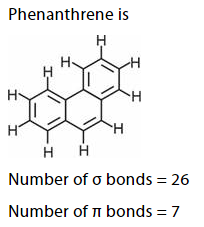 Phenanthrene is
H
H H
H
H H
H H
H H
Number of σ bonds = 26
Number of π bonds = 7